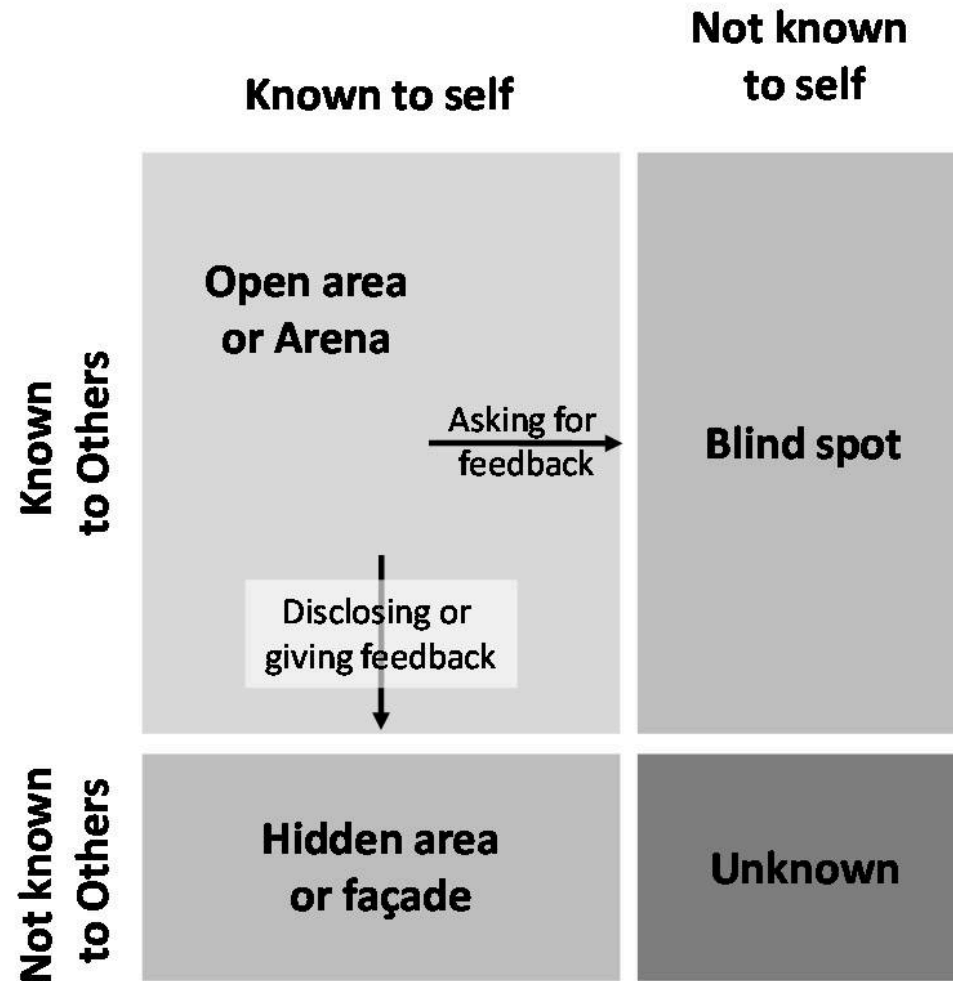 Not known
to self
Known to self
Known
to Others
Open area
or Arena
Asking for
feedback
Blind spot
Disclosing or
giving feedback
Not known
to Others
Hidden area
or façade
Unknown